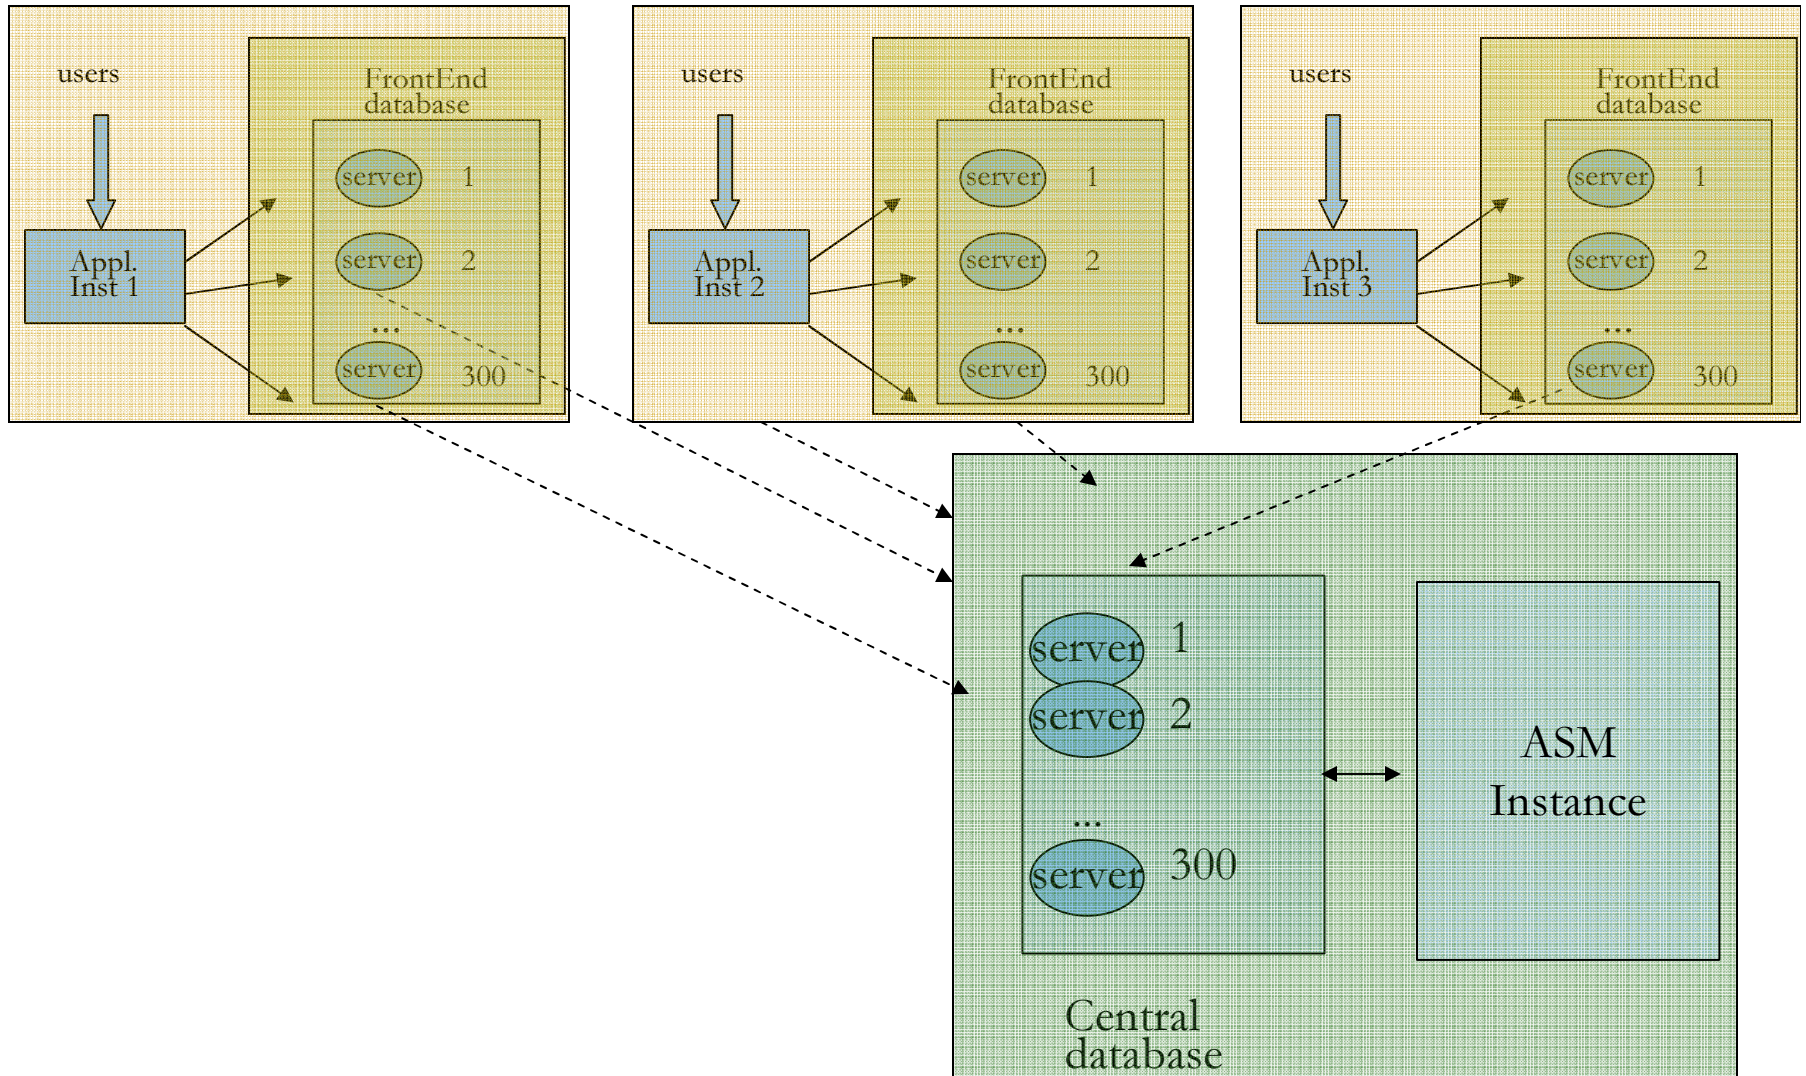 users
FrontEnd
database
server 1
server 2
Appl.
Inst 1
...
server 300
users
FrontEnd
database
server 1
server 2
Appl.
Inst 2
...
server 300
users
FrontEnd
database
server 1
server 2
Appl.
Inst 3
...
server 300
server 1
server 2
...
server 300
ASM
Instance
Central
database